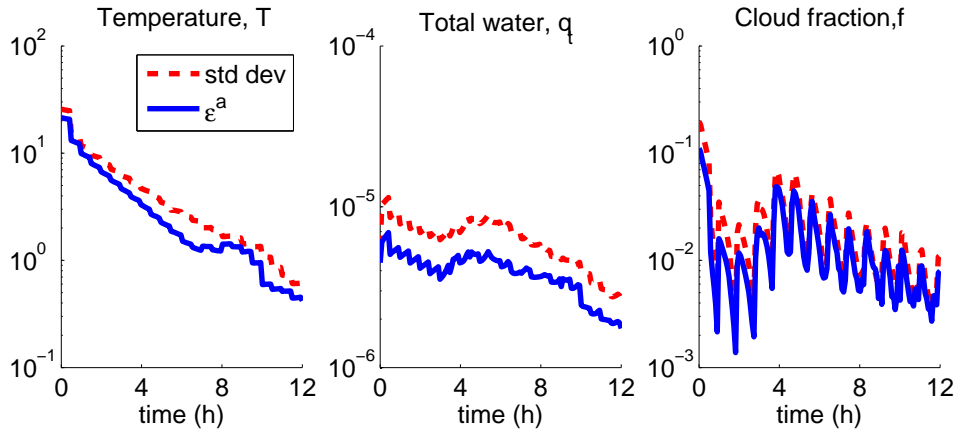 Temperature, T
10^2
10^1
10^0
10^-1
0 4 8 12
time (h)
std dev
ε^a
Total water, q_t
10^-4
10^-5
10^-6
0 4 8 12
time (h)
Cloud fraction,f
10^0
10^-1
10^-2
10^-3
0 4 8 12
time (h)